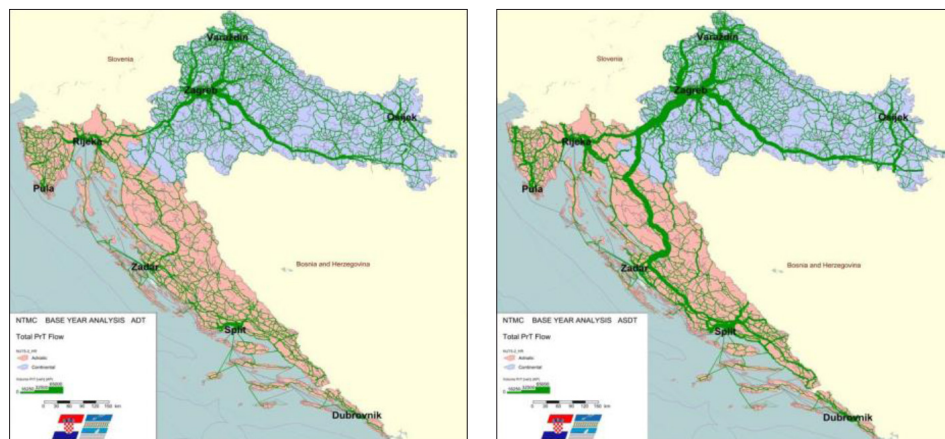 Varaždin
Slovenia
Zagreb
Osijek
Rijeka
Pula
Bosnia and Herzegovina
Zadar
NTMC BASE YEAR ANALYSIS ADT
Total PrT Flow
Split
Adriatic
Continental
Dubrovnik
Varaždin
Slovenia
Zagreb
Osijek
Rijeka
Pula
Bosnia and Herzegovina
Zadar
NTMC BASE YEAR ANALYSIS ASDT
Total PrT Flow
Split
Adriatic
Continental
Dubrovnik